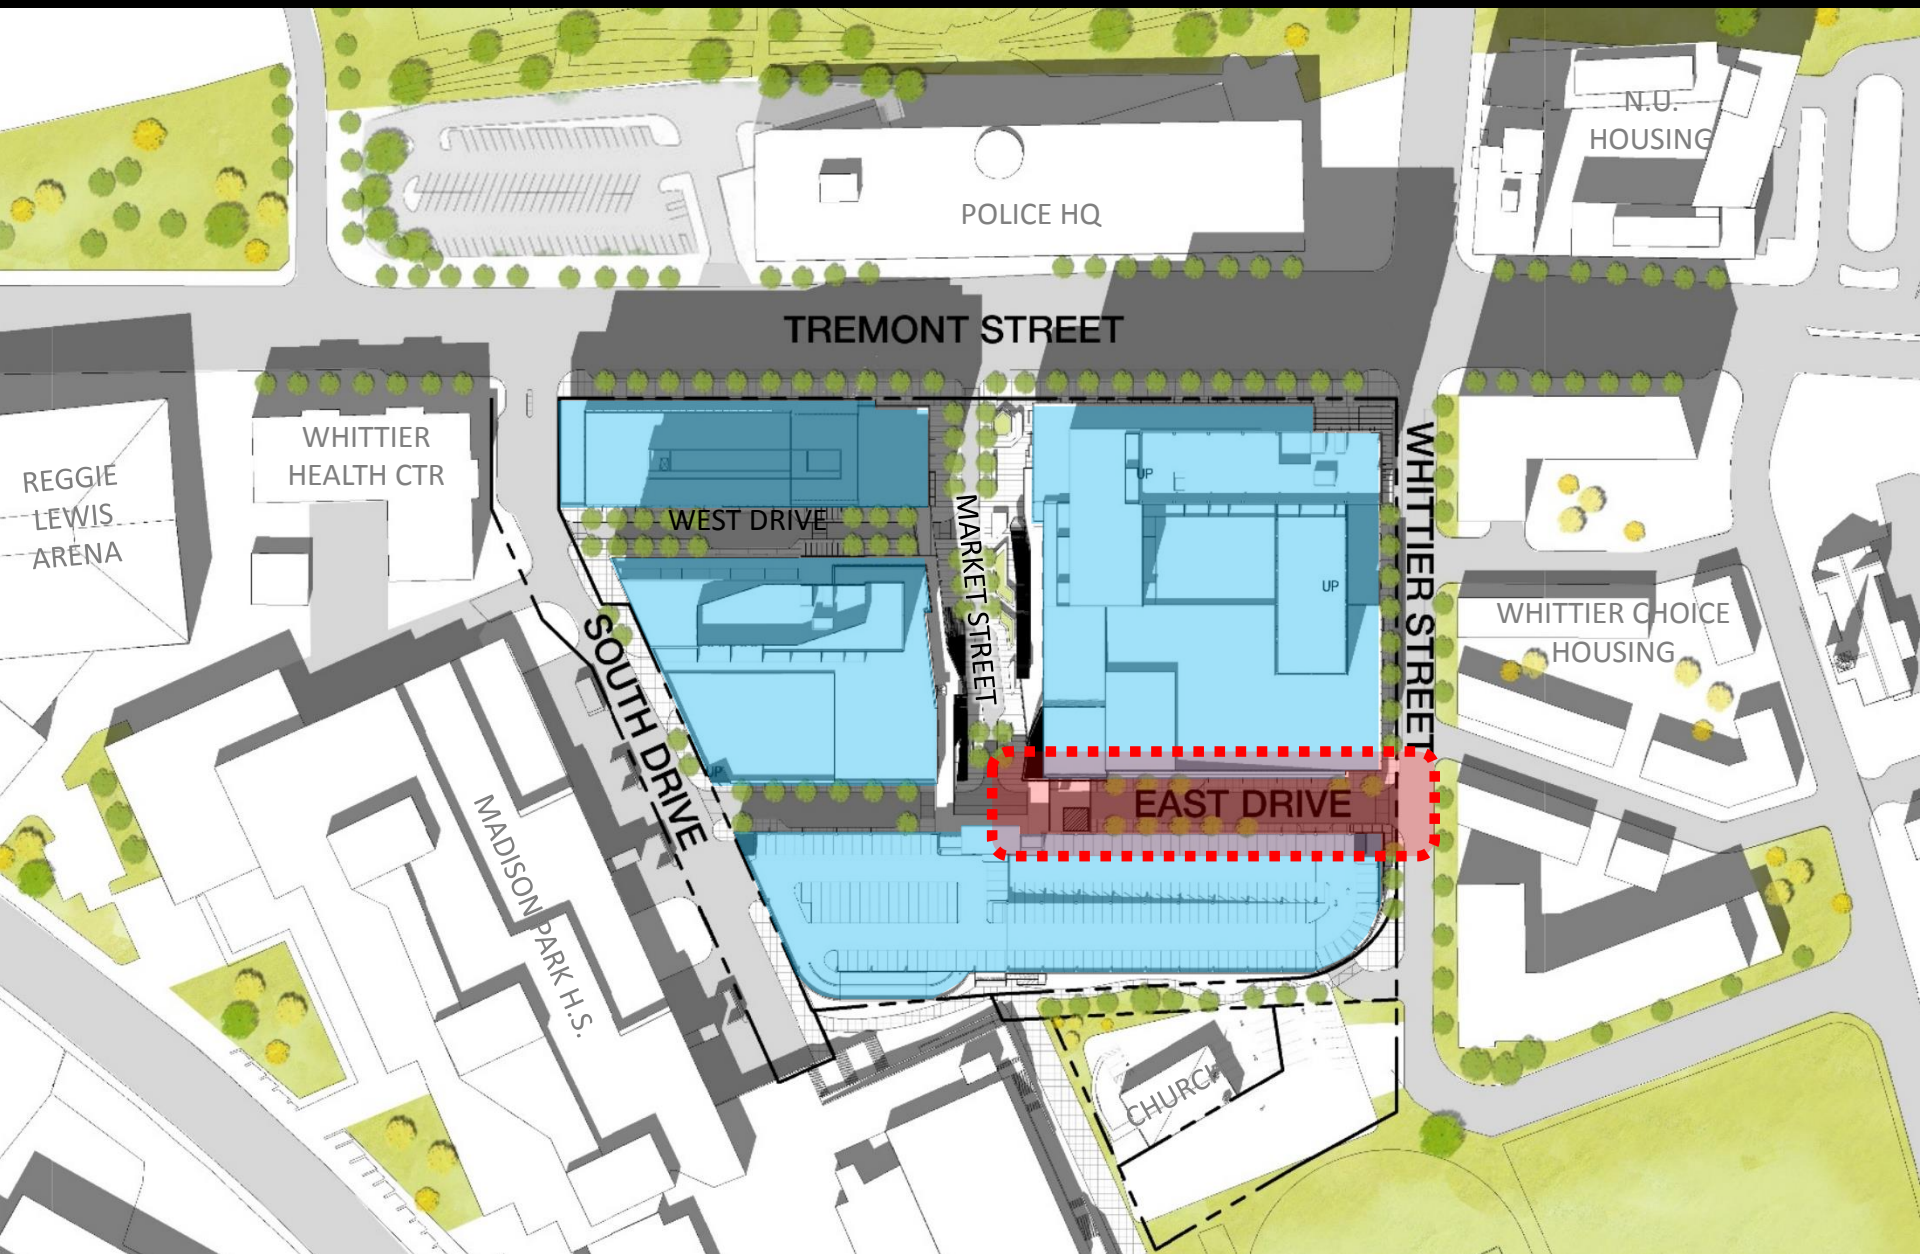 N.U.
HOUSING
POLICE HQ
TREMONT STREET
WHITTIER
HEALTH CTR
REGGIE
LEWIS
ARENA
WEST DRIVE
MARKET STREET
UP
UP
WHITTIER STREET
WHITTIER CHOICE
HOUSING
SOUTH DRIVE
UP
EAST DRIVE
MADISON PARK H.S.
CHURCH